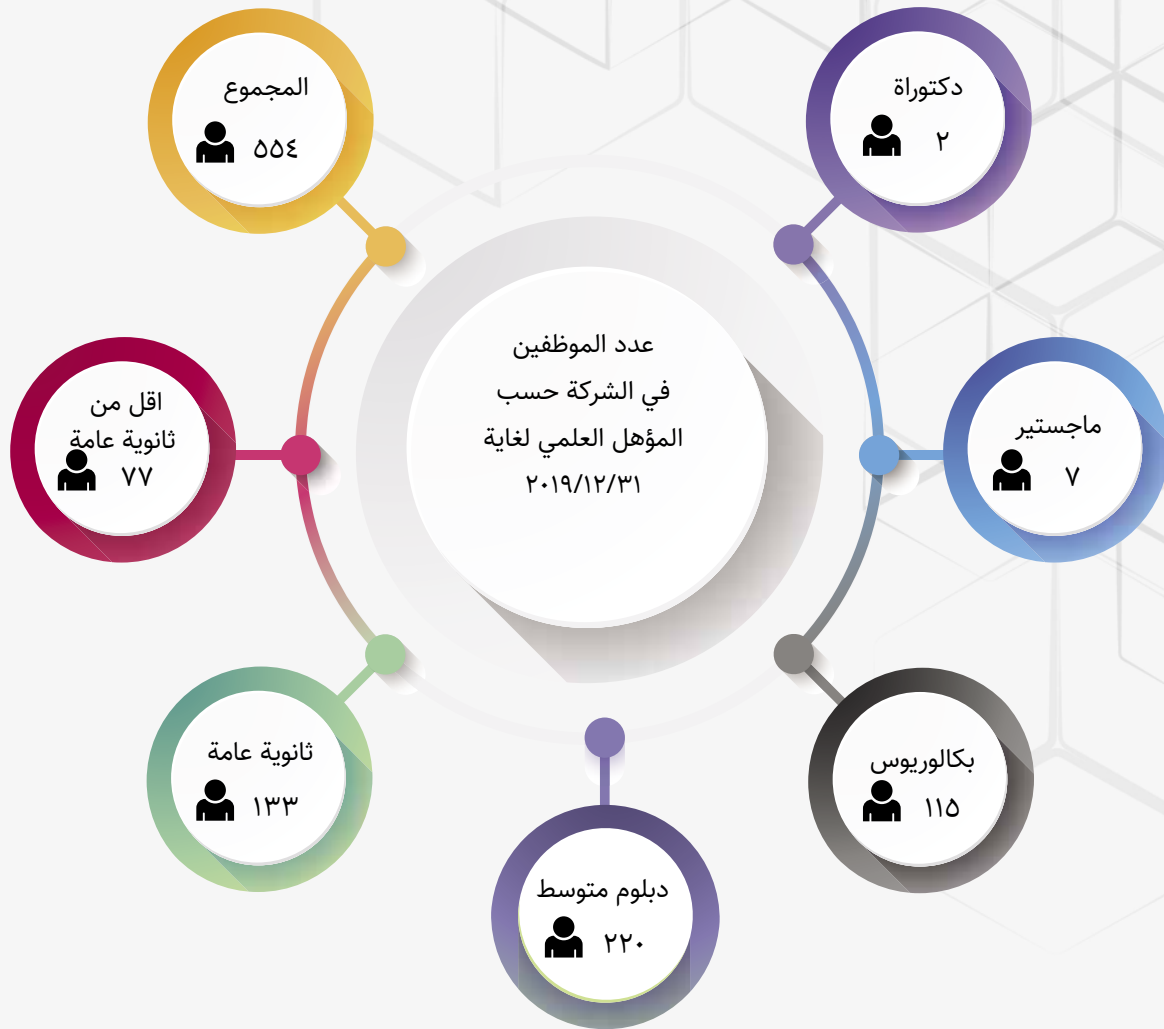 عدد الموظفين
في الشركة حسب
المؤهل العلمي لغاية
٢٠١٩/١٢/٣١
دكتوراة
٢
ماجستير
٧
بكالوريوس
١١٥
دبلوم متوسط
٢٢٠
ثانوية عامة
١٣٣
اقل من
ثانوية عامة
٧٧
المجموع
٥٥٤